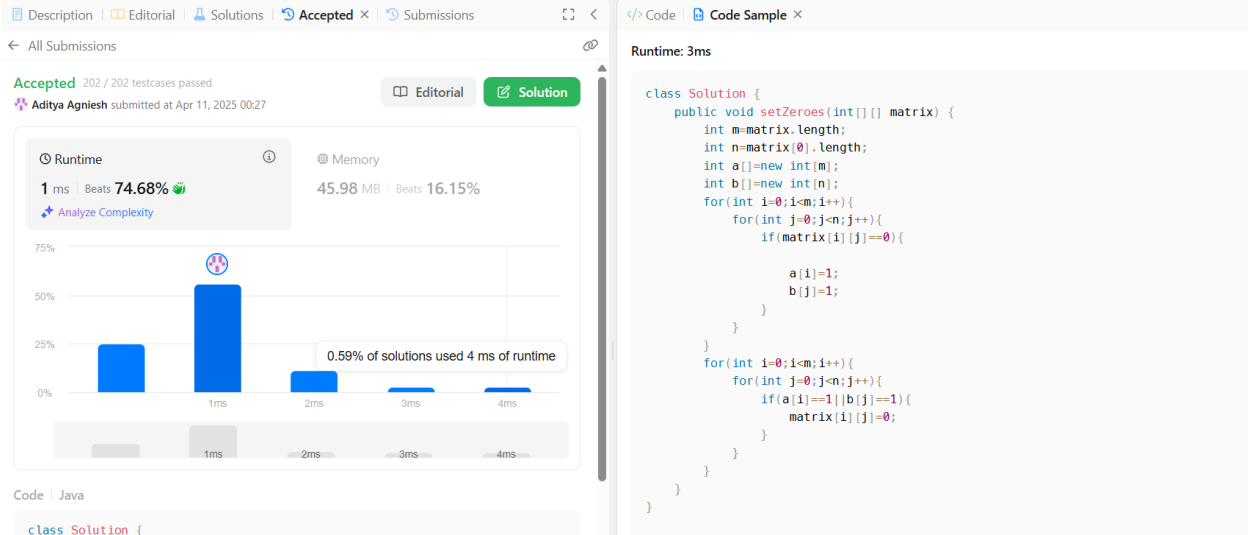 Description | Editorial | Solutions | Accepted × | Submissions
All Submissions
Accepted 202 / 202 testcases passed
Aditya Agniesh submitted at Apr 11, 2025 00:27
Editorial
Solution
Runtime
1 ms | Beats 74.68%
Analyze Complexity
Memory
45.98 MB | Beats 16.15%
75%
50%
25%
0%
0.59% of solutions used 4 ms of runtime
1ms 2ms 3ms 4ms
1ms 2ms 3ms 4ms
Code | Java
class Solution {
</> Code | Code Sample ×
Runtime: 3ms
class Solution {
    public void setZeroes(int[][] matrix) {
        int m=matrix.length;
        int n=matrix[0].length;
        int a[]=new int[m];
        int b[]=new int[n];
        for(int i=0;i<m;i++){
            for(int j=0;j<n;j++){
                if(matrix[i][j]==0){
                    a[i]=1;
                    b[j]=1;
                }
            }
        }
        for(int i=0;i<m;i++){
            for(int j=0;j<n;j++){
                if(a[i]==1||b[j]==1){
                    matrix[i][j]=0;
                }
            }
        }
    }
}